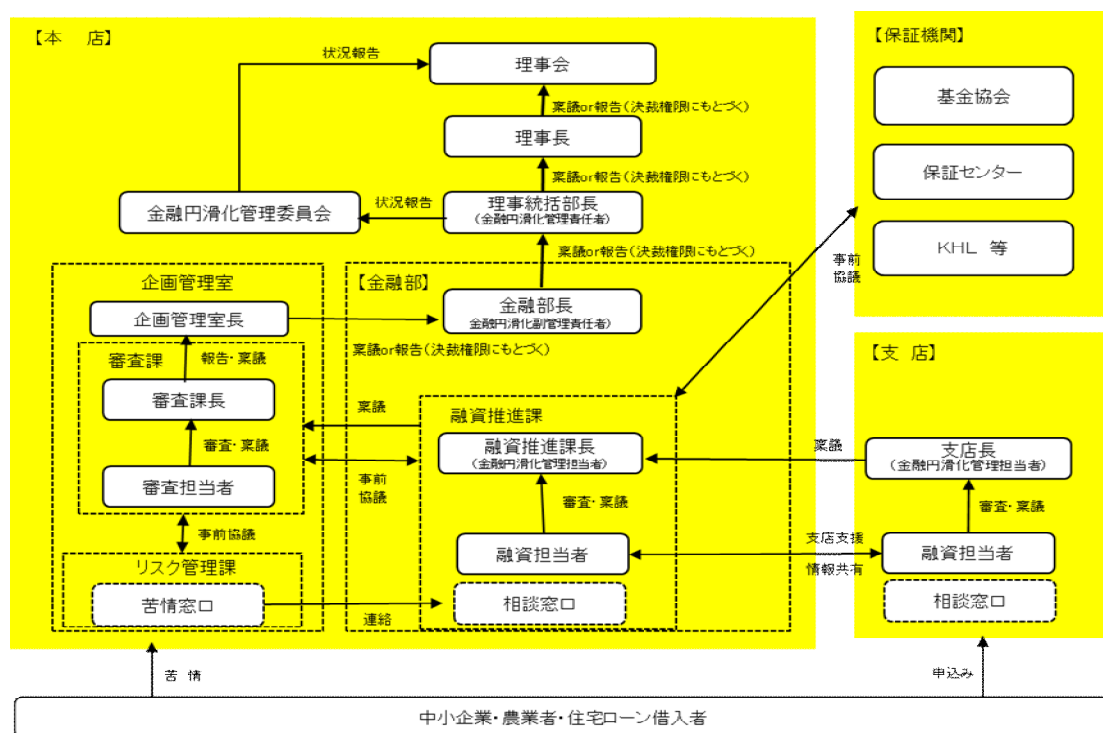 【本　店】
状況報告
理事会
稟議or報告(決裁権限にもとづく)
理事長
稟議or報告(決裁権限にもとづく)
金融円滑化管理委員会
状況報告
理事統括部長
(金融円滑化管理責任者)
稟議or報告(決裁権限にもとづく)
企画管理室
企画管理室長
【金融部】
金融部長
金融円滑化副管理責任者)
稟議or報告(決裁権限にもとづく)
審査課
報告・稟議
審査課長
審査・稟議
審査担当者
事前協議
リスク管理課
苦情窓口
稟議
事前
協議
連絡
融資推進課
融資推進課長
(金融円滑化管理担当者)
審査・稟議
融資担当者
相談窓口
【保証機関】
基金協会
保証センター
KHL 等
事前
協議
【支 店】
稟議
支店長
(金融円滑化管理担当者)
審査・稟議
支店支援
情報共有
融資担当者
相談窓口
苦 情
申込み
中小企業・農業者・住宅ローン借入者